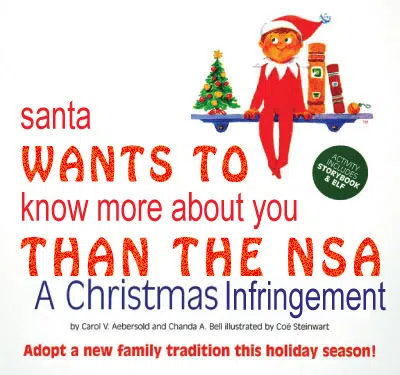 santa
WANTS TO
know more about you
THAN THE NSA
A Christmas Infringement
ACTIVITY
INCLUDES
STORYBOOK
& ELF
by Carol V. Aebersold and Chanda A. Bell illustrated by Coë Steinwart
Adopt a new family tradition this holiday season!